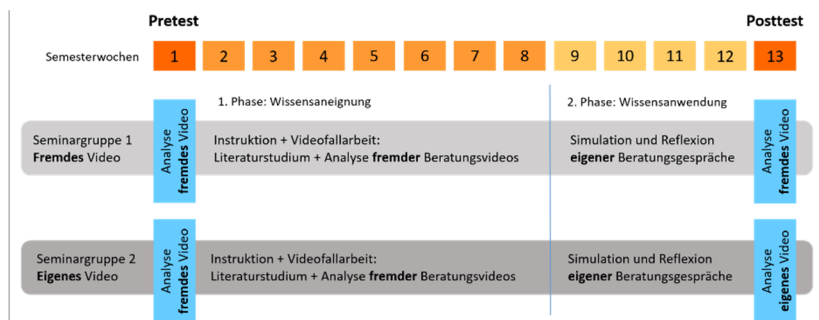 Pretest
Posttest
Semesterwochen
1 2 3 4 5 6 7 8 9 10 11 12 13
1. Phase: Wissensaneignung
2. Phase: Wissensanwendung
Seminargruppe 1
Fremdes Video
Analyse
fremdes Video
Instruktion + Videofallarbeit:
Literaturstudium + Analyse fremder Beratungsvideos
Simulation und Reflexion
eigener Beratungsgespräche
Analyse
fremdes Video
Seminargruppe 2
Eigenes Video
Analyse
fremdes Video
Instruktion + Videofallarbeit:
Literaturstudium + Analyse fremder Beratungsvideos
Simulation und Reflexion
eigener Beratungsgespräche
Analyse
eigenes Video